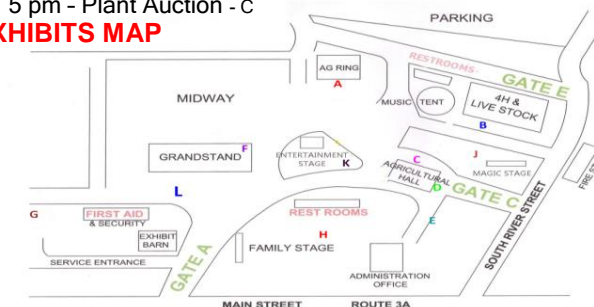 5 pm - Plant Auction - C
XHIBITS MAP
PARKING
RESTROOMS-
GATE E
AG RING
A
MIDWAY
MUSIC TENT
4H &
LIVE STOCK
B
F
GRANDSTAND
ENTERTAINMENT
STAGE
K
C
AGRICULTURAL
HALL
D
J
MAGIC STAGE
GATE C
L
E
G
FIRST AID
& SECURITY
EXHIBIT
BARN
SERVICE ENTRANCE
GATE A
REST ROOMS
H
FAMILY STAGE
ADMINISTRATION
OFFICE
SOUTH RIVER STREET
MAIN STREET ROUTE 3A